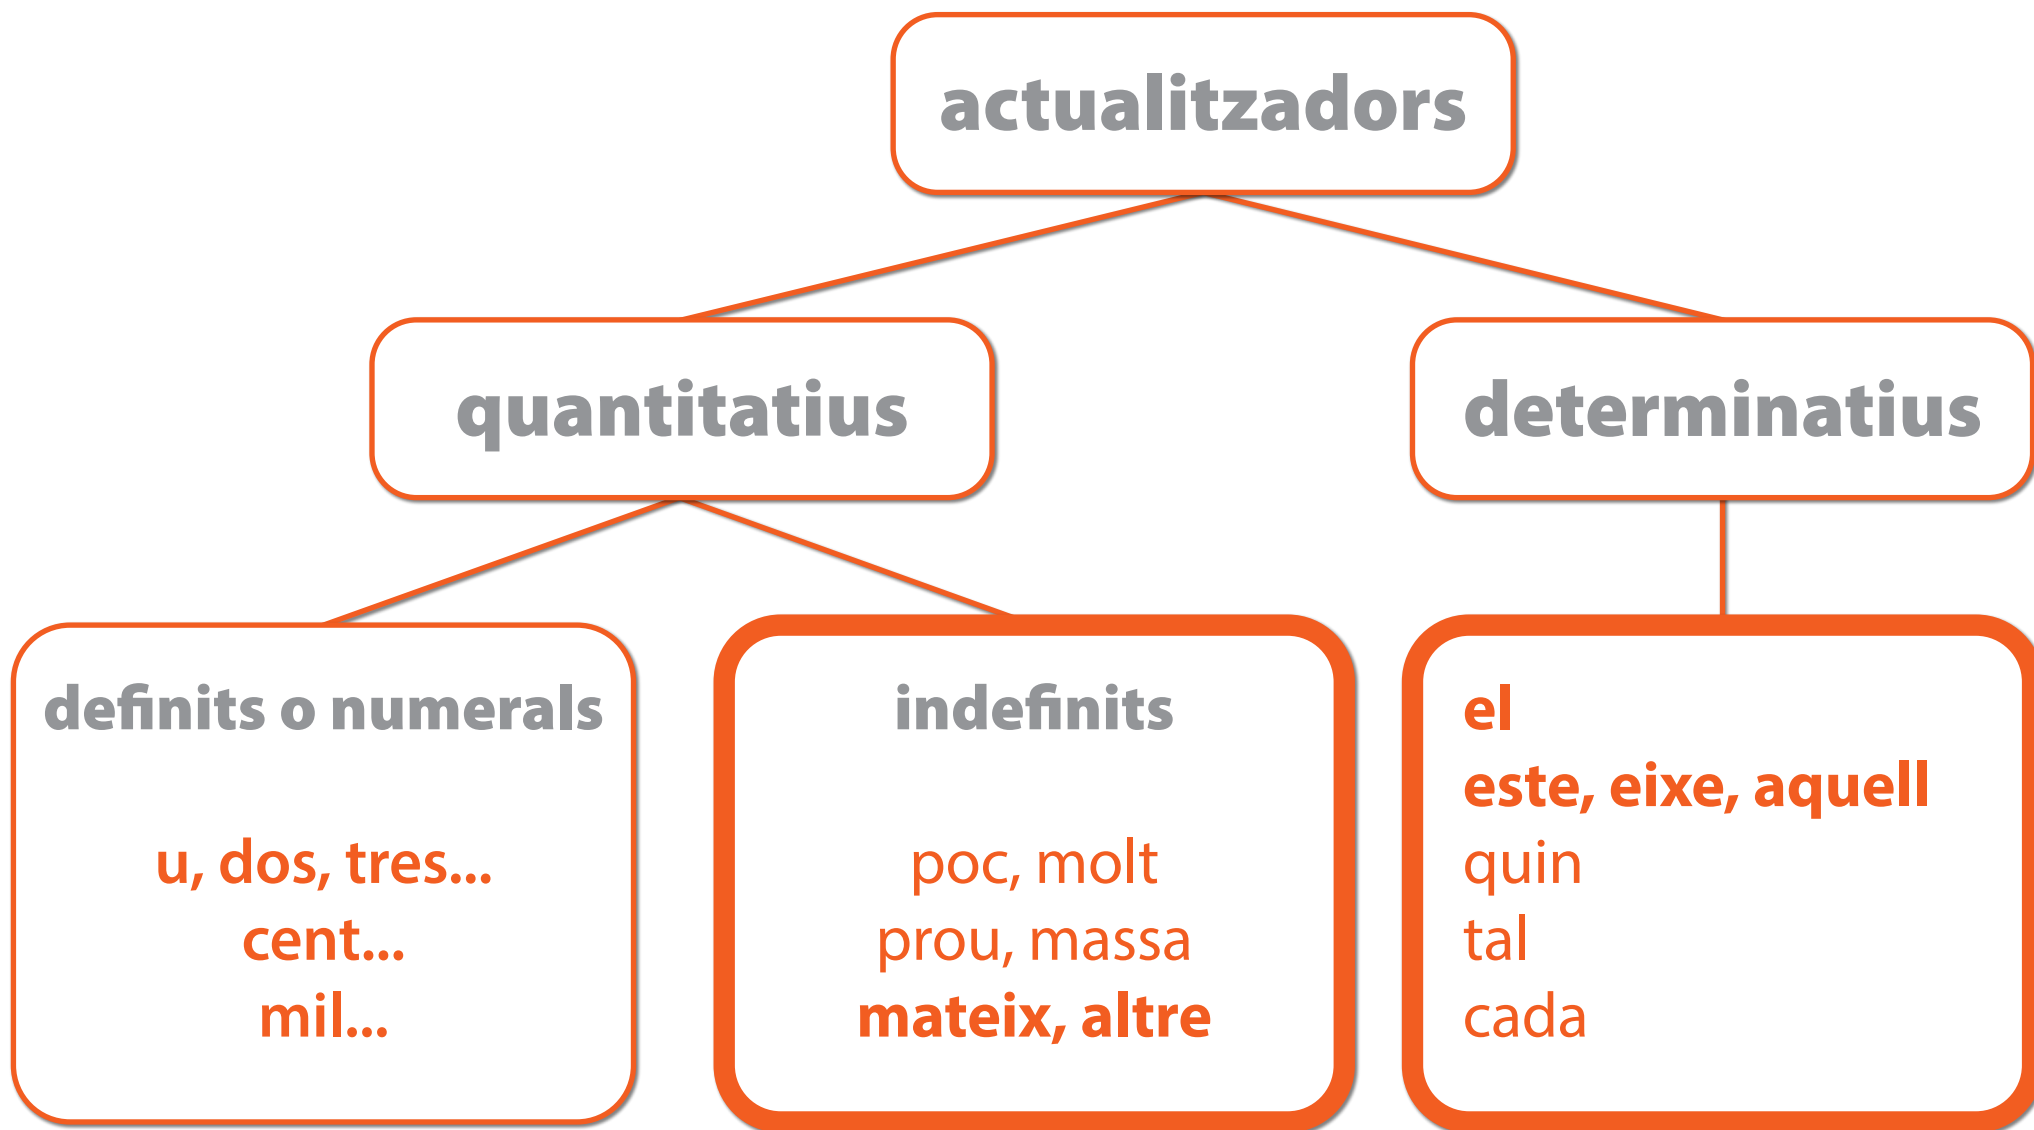 actualitzadors
quantitatius
determinatius
definits o numerals
u, dos, tres...
cent...
mil...
indefinits
poc, molt
prou, massa
mateix, altre
el
este, eixe, aquell
quin
tal
cada